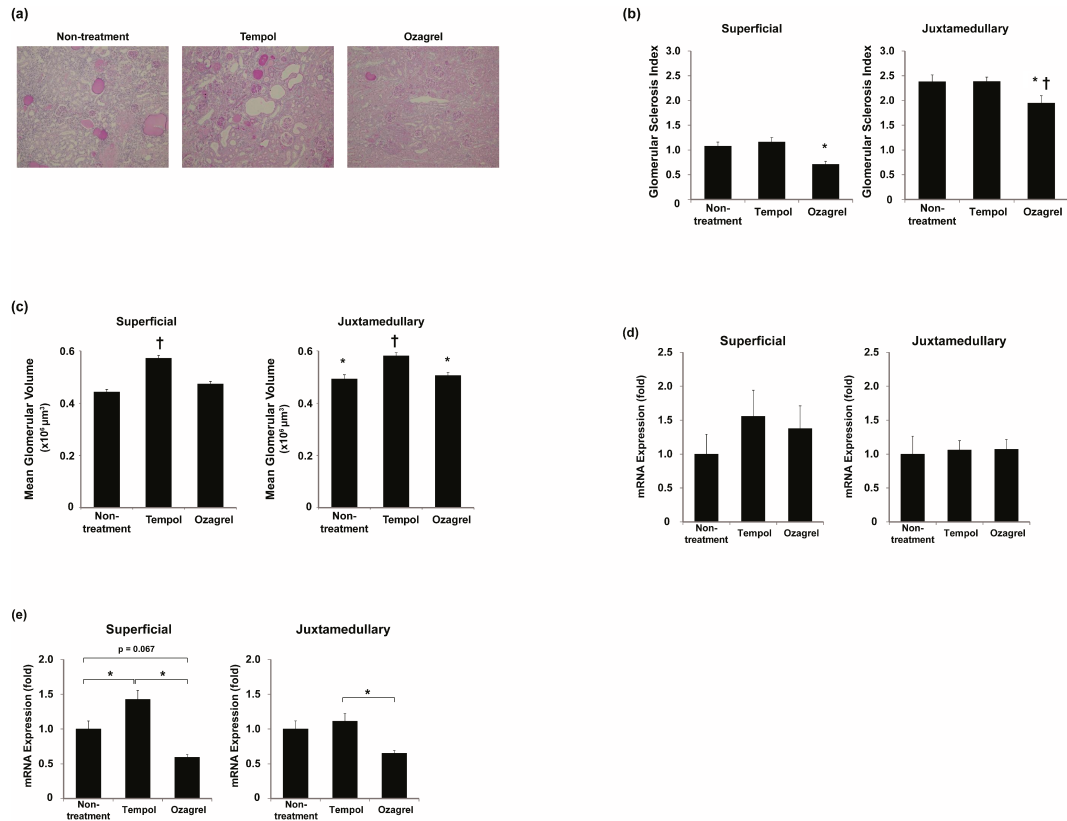 (a)
Non-treatment Tempol Ozagrel
(b)
Superficial
Glomerular Sclerosis Index
3.0
2.5
2.0
1.5
1.0
0.5
0
*
Non-
treatment Tempol Ozagrel
Juxtamedullary
Glomerular Sclerosis Index
3.0
2.5
2.0
1.5
1.0
0.5
0
* †
Non-
treatment Tempol Ozagrel
(c)
Superficial
Mean Glomerular Volume
(x10⁶ µm³)
0.6
0.4
0.2
0
†
Non-
treatment Tempol Ozagrel
Juxtamedullary
Mean Glomerular Volume
(x10⁶ µm³)
0.6
0.4
0.2
0
* † *
Non-
treatment Tempol Ozagrel
(d)
Superficial
mRNA Expression (fold)
2.5
2.0
1.5
1.0
0.5
0
Non-
treatment Tempol Ozagrel
Juxtamedullary
mRNA Expression (fold)
2.5
2.0
1.5
1.0
0.5
0
Non-
treatment Tempol Ozagrel
(e)
Superficial
p = 0.067
* *
mRNA Expression (fold)
2.0
1.5
1.0
0.5
0
Non-
treatment Tempol Ozagrel
Juxtamedullary
*
mRNA Expression (fold)
2.0
1.5
1.0
0.5
0
Non-
treatment Tempol Ozagrel